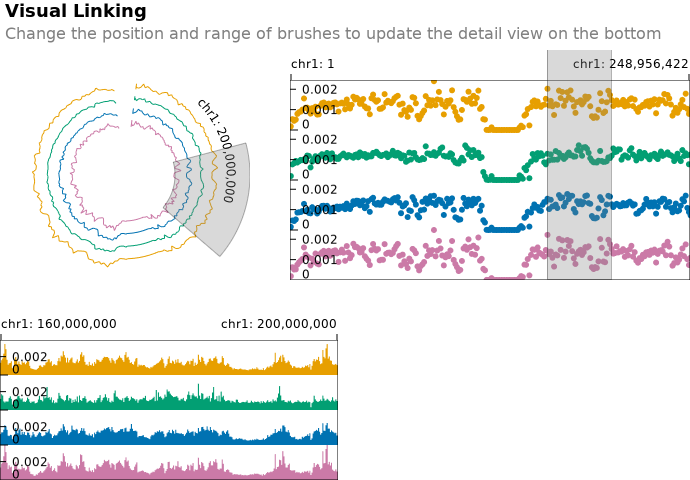 Visual Linking
Change the position and range of brushes to update the detail view on the bottom
chr1: 200,000,000
chr1: 1
chr1: 248,956,422
0.002
0.001
0
0.002
0.001
0
0.002
0.001
0
0.002
0.001
0
chr1: 160,000,000
chr1: 200,000,000
0.002
0
0.002
0
0.002
0
0.002
0